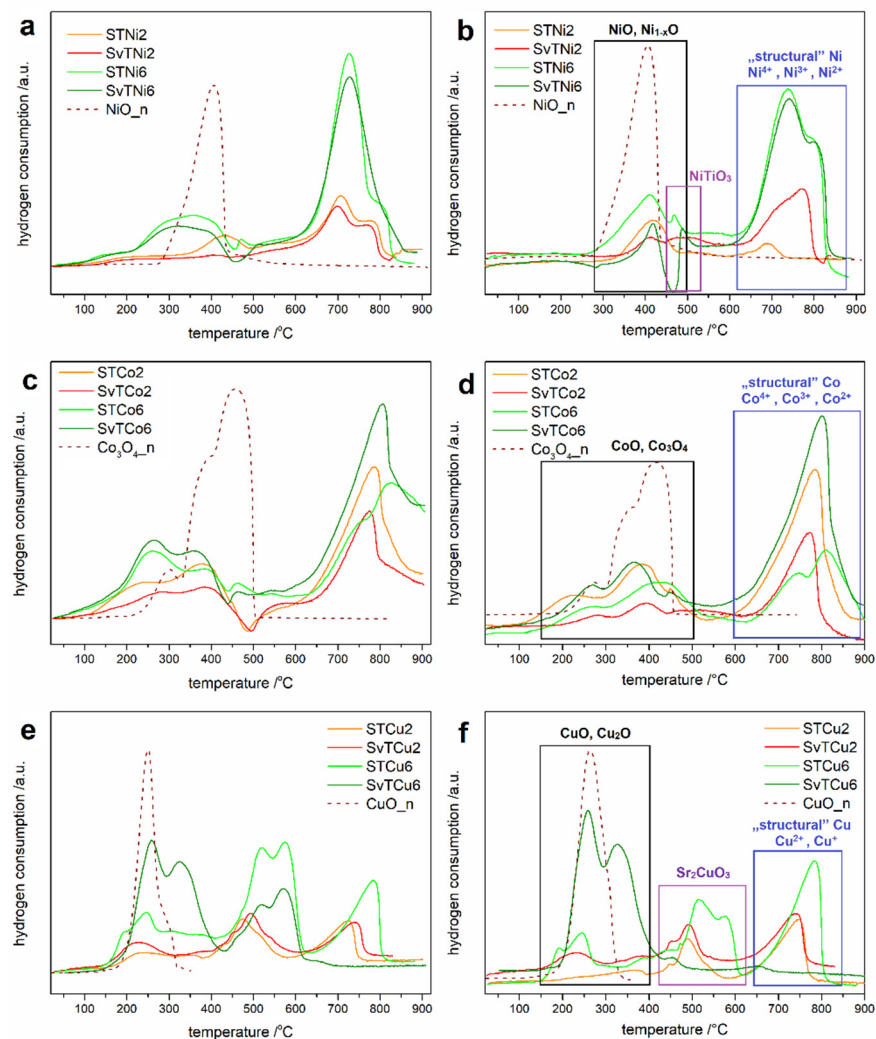 a
STNi2
SvTNi2
STNi6
SvTNi6
NiO_n
hydrogen consumption /a.u.
100 200 300 400 500 600 700 800 900
temperature /°C
b
STNi2
SvTNi2
STNi6
SvTNi6
NiO_n
NiO, Ni₁₋ₓO
NiTiO₃
„structural” Ni
Ni⁴⁺ , Ni³⁺ , Ni²⁺
hydrogen consumption /a.u.
100 200 300 400 500 600 700 800 900
temperature /°C
c
STCo2
SvTCo2
STCo6
SvTCo6
Co₃O₄_n
hydrogen consumption /a.u.
100 200 300 400 500 600 700 800 900
temperature /°C
d
STCo2
SvTCo2
STCo6
SvTCo6
Co₃O₄_n
CoO, Co₃O₄
„structural” Co
Co⁴⁺ , Co³⁺ , Co²⁺
hydrogen consumption /a.u.
100 200 300 400 500 600 700 800 900
temperature /°C
e
STCu2
SvTCu2
STCu6
SvTCu6
CuO_n
hydrogen consumption /a.u.
100 200 300 400 500 600 700 800 900
temperature /°C
f
CuO, Cu₂O
STCu2
SvTCu2
STCu6
SvTCu6
CuO_n
Sr₂CuO₃
„structural” Cu
Cu²⁺ , Cu⁺
hydrogen consumption /a.u.
100 200 300 400 500 600 700 800 900
temperature /°C